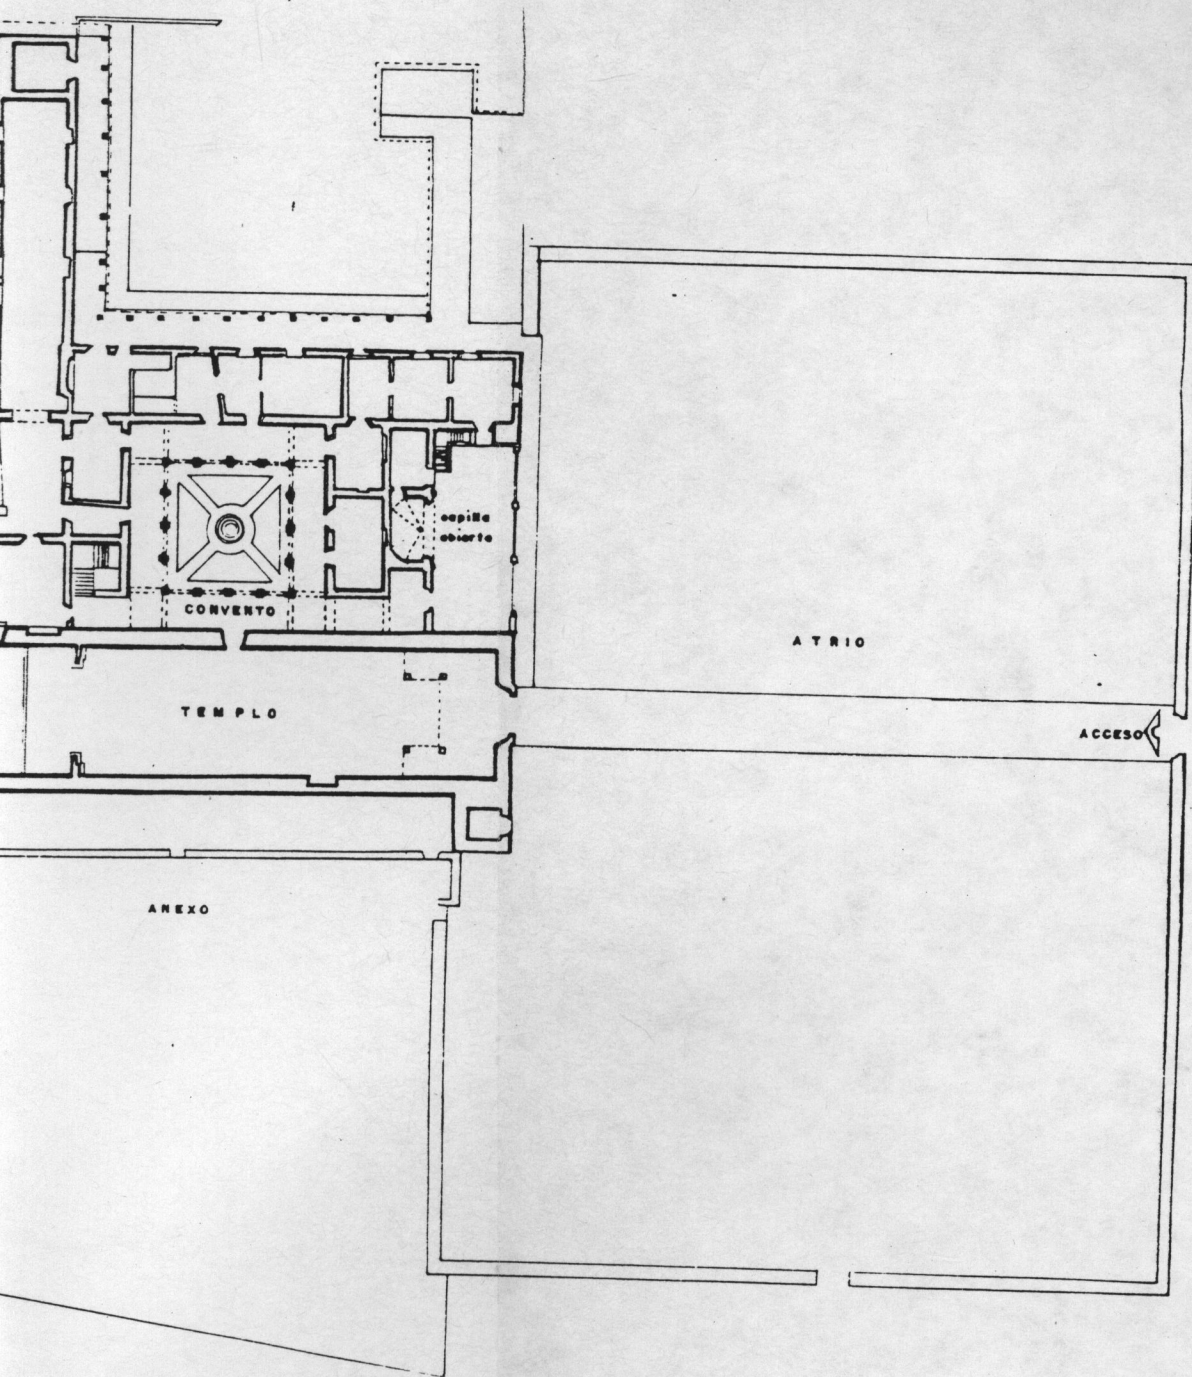 capilla
abierta
CONVENTO
ATRIO
TEMPLO
ACCESO
ANEXO